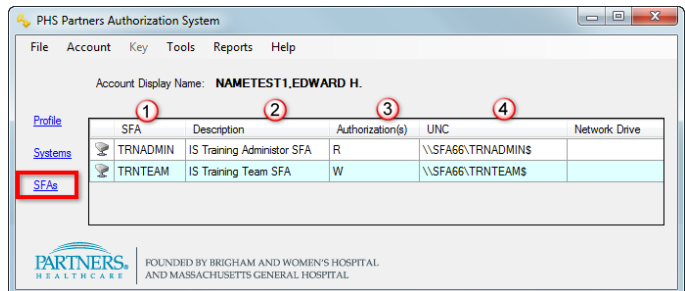 PHS Partners Authorization System
File Account Key Tools Reports Help
Account Display Name: NAMETEST1,EDWARD H.
1 2 3 4
Profile
SFA Description Authorization(s) UNC Network Drive
Systems
TRNADMIN IS Training Administor SFA R \\SFA66\TRNADMIN$
TRNTEAM IS Training Team SFA W \\SFA66\TRNTEAM$
SFAs
PARTNERS.
HEALTHCARE
FOUNDED BY BRIGHAM AND WOMEN'S HOSPITAL
AND MASSACHUSETTS GENERAL HOSPITAL